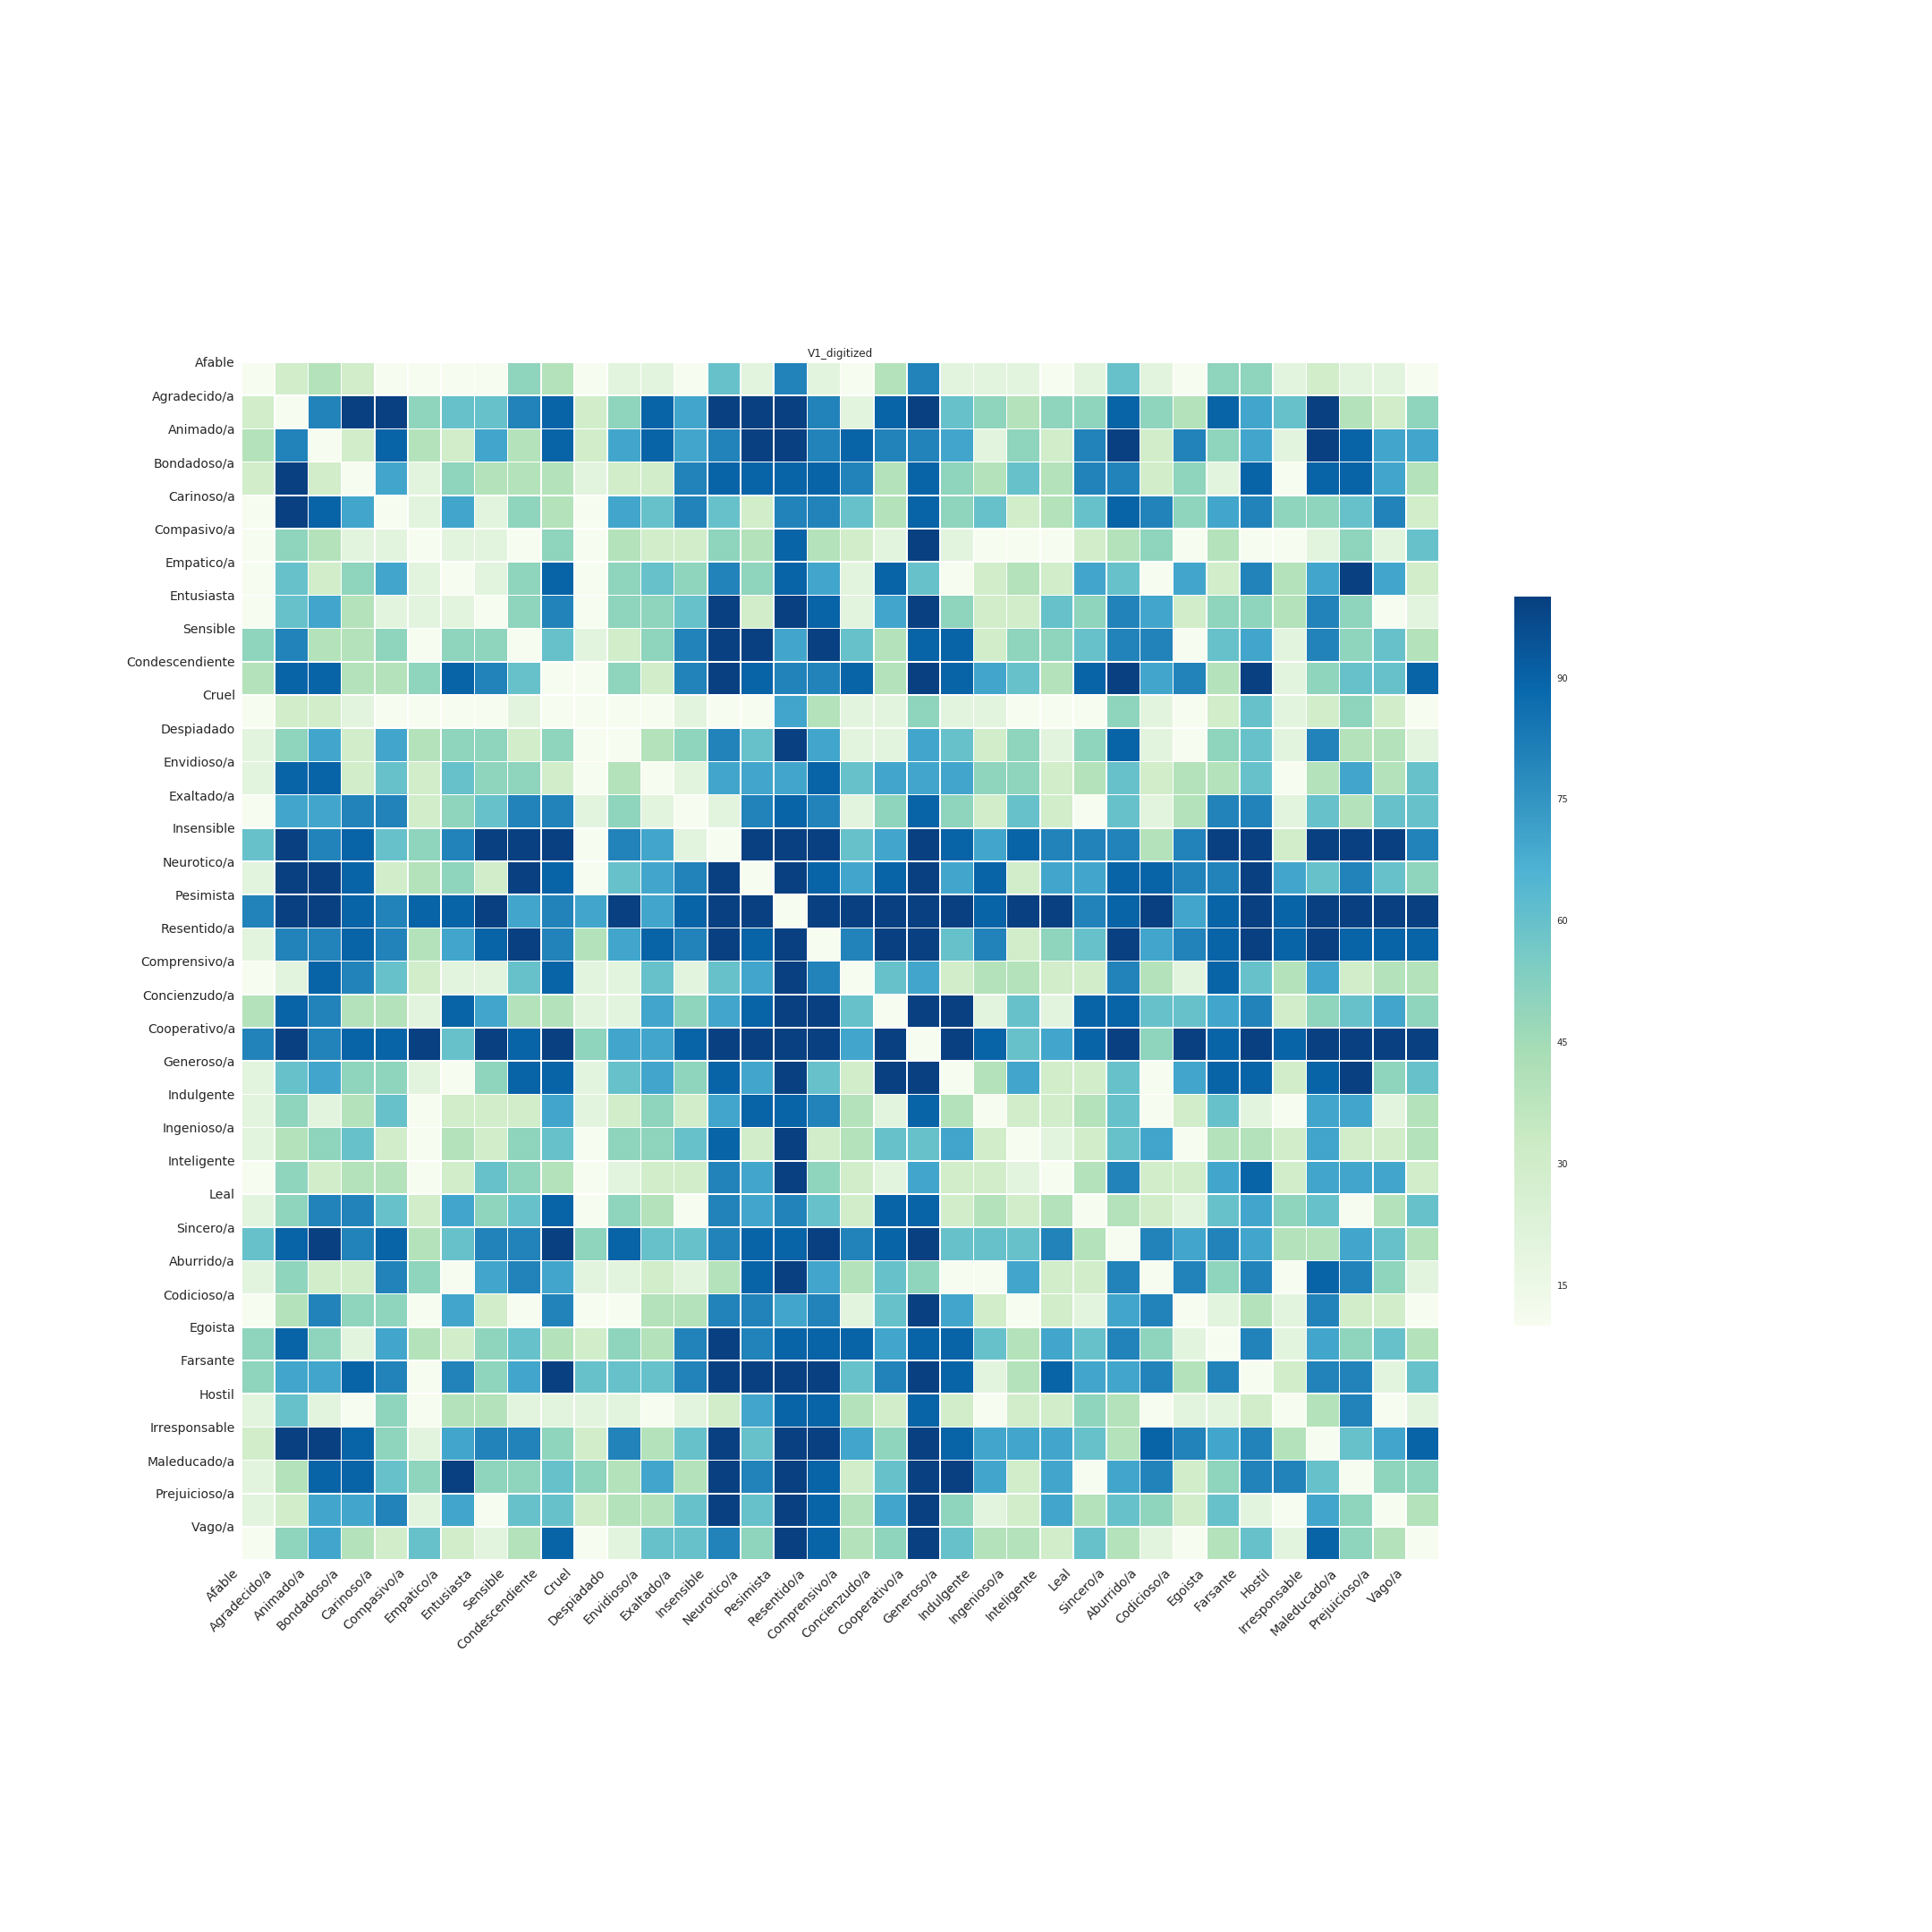 V1_digitized
Afable
Agradecido/a
Animado/a
Bondadoso/a
Carinoso/a
Compasivo/a
Empatico/a
Entusiasta
Sensible
Condescendiente
Cruel
Despiadado
Envidioso/a
Exaltado/a
Insensible
Neurotico/a
Pesimista
Resentido/a
Comprensivo/a
Concienzudo/a
Cooperativo/a
Generoso/a
Indulgente
Ingenioso/a
Inteligente
Leal
Sincero/a
Aburrido/a
Codicioso/a
Egoista
Farsante
Hostil
Irresponsable
Maleducado/a
Prejuicioso/a
Vago/a
Afable
Agradecido/a
Animado/a
Bondadoso/a
Carinoso/a
Compasivo/a
Empatico/a
Entusiasta
Sensible
Condescendiente
Cruel
Despiadado
Envidioso/a
Exaltado/a
Insensible
Neurotico/a
Pesimista
Resentido/a
Comprensivo/a
Concienzudo/a
Cooperativo/a
Generoso/a
Indulgente
Ingenioso/a
Inteligente
Leal
Sincero/a
Aburrido/a
Codicioso/a
Egoista
Farsante
Hostil
Irresponsable
Maleducado/a
Prejuicioso/a
Vago/a
90
75
60
45
30
15